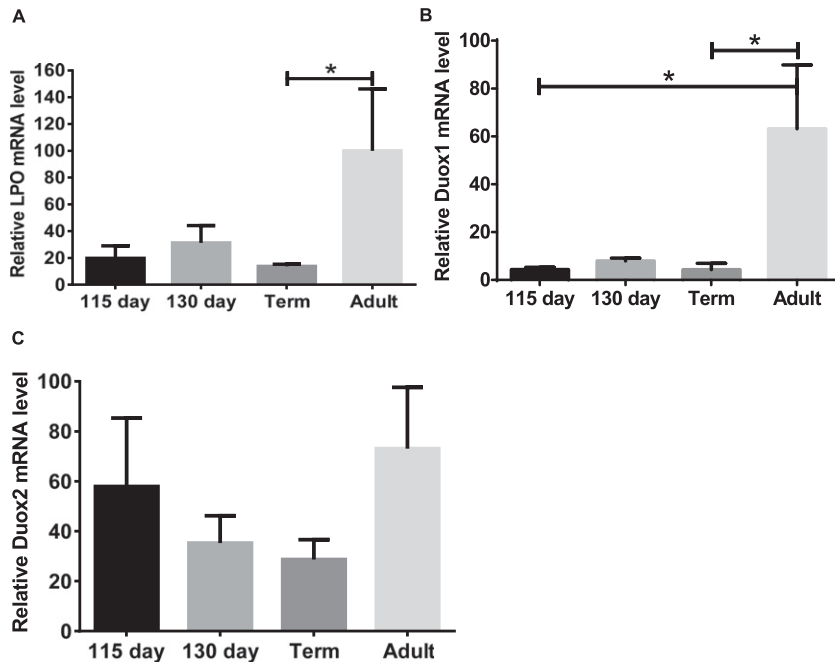 A
Relative LPO mRNA level
160
140
120
100
80
60
40
20
0
*
115 day 130 day Term Adult
B
Relative Duox1 mRNA level
100
80
60
40
20
0
*
*
115 day 130 day Term Adult
C
Relative Duox2 mRNA level
100
80
60
40
20
0
115 day 130 day Term Adult